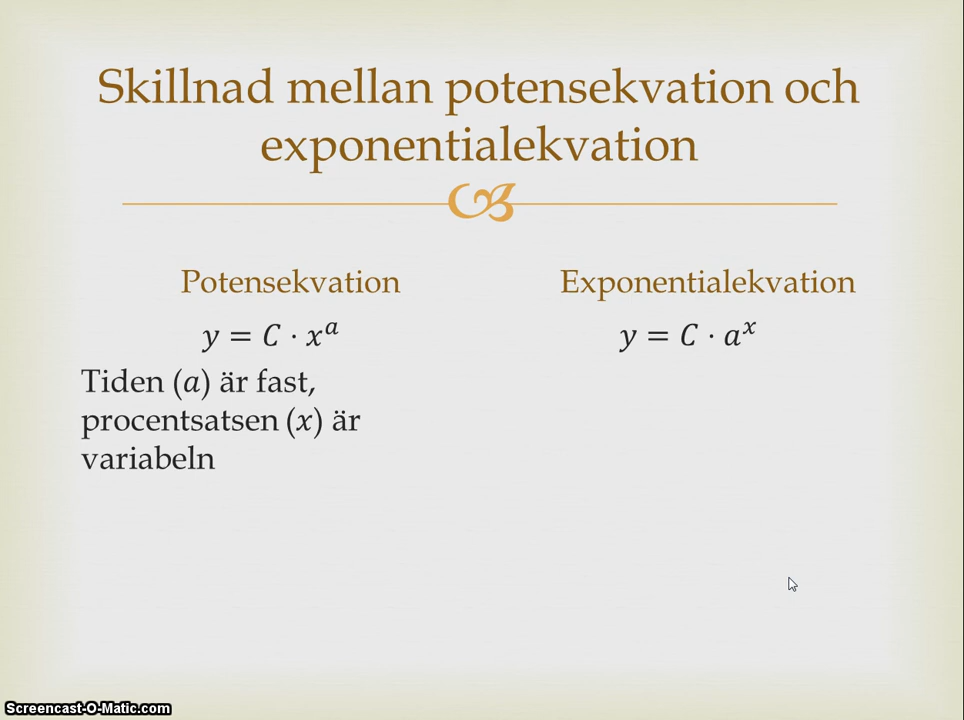 Skillnad mellan potensekvation och
exponentialekvation
Potensekvation
y = C · x^a
Tiden (a) är fast,
procentsatsen (x) är
variabeln
Exponentialekvation
y = C · a^x
Screencast-O-Matic.com